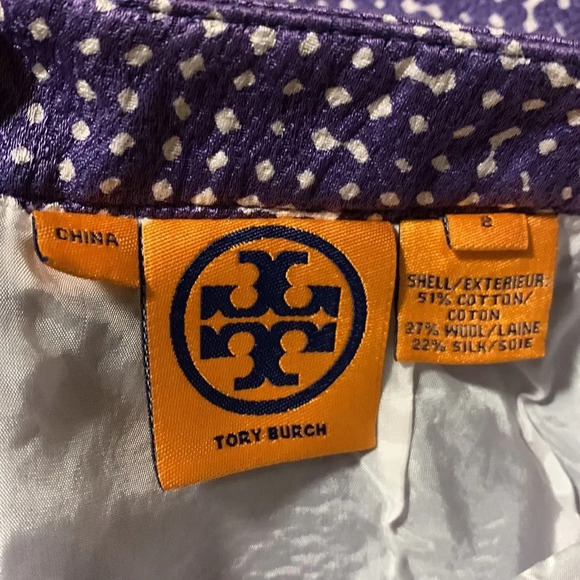 CHINA
TORY BURCH
8
SHELL/EXTERIEUR:
51% COTTON/
COTON
27% WOOL/LAINE
22% SILK/SOIE